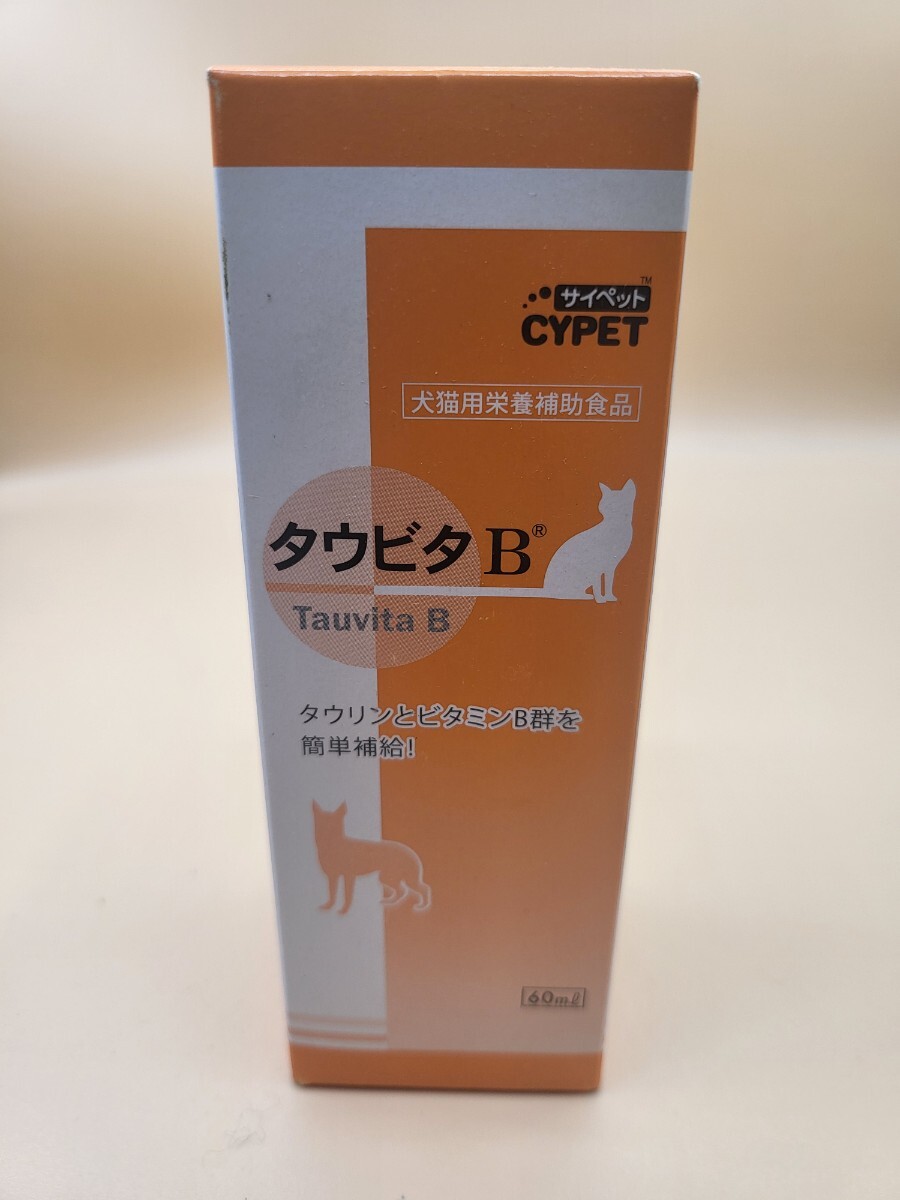 サイペット™
CYPET
犬猫用栄養補助食品
タウビタB®
Tauvita B
タウリンとビタミンB群を
簡単補給!
60ml